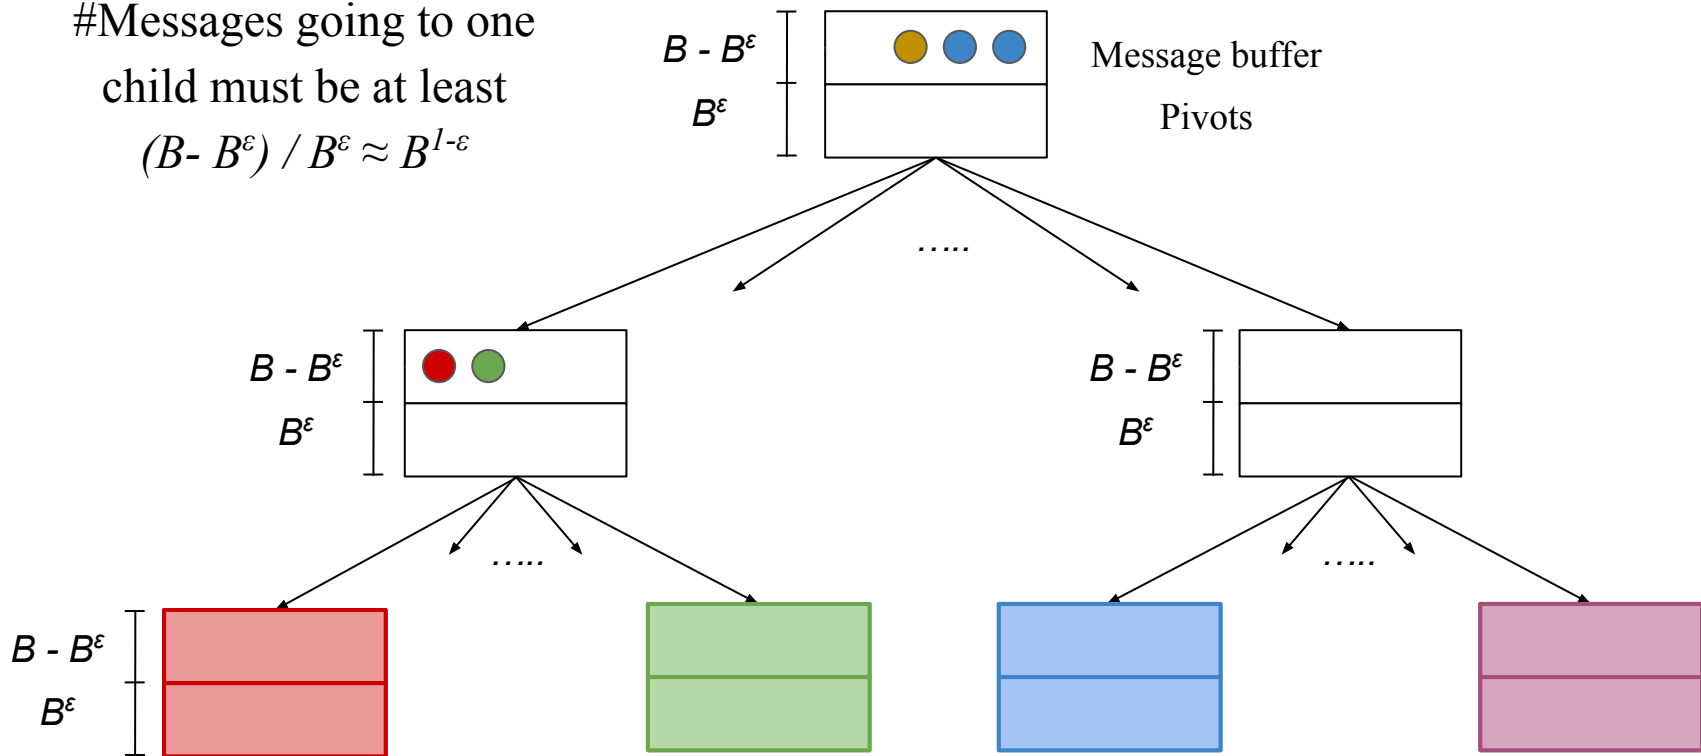 #Messages going to one
child must be at least
(B- B^ε) / B^ε ≈ B^{1-ε}
B - B^ε
B^ε
Message buffer
Pivots
…..
B - B^ε
B^ε
B - B^ε
B^ε
…..
…..
B - B^ε
B^ε